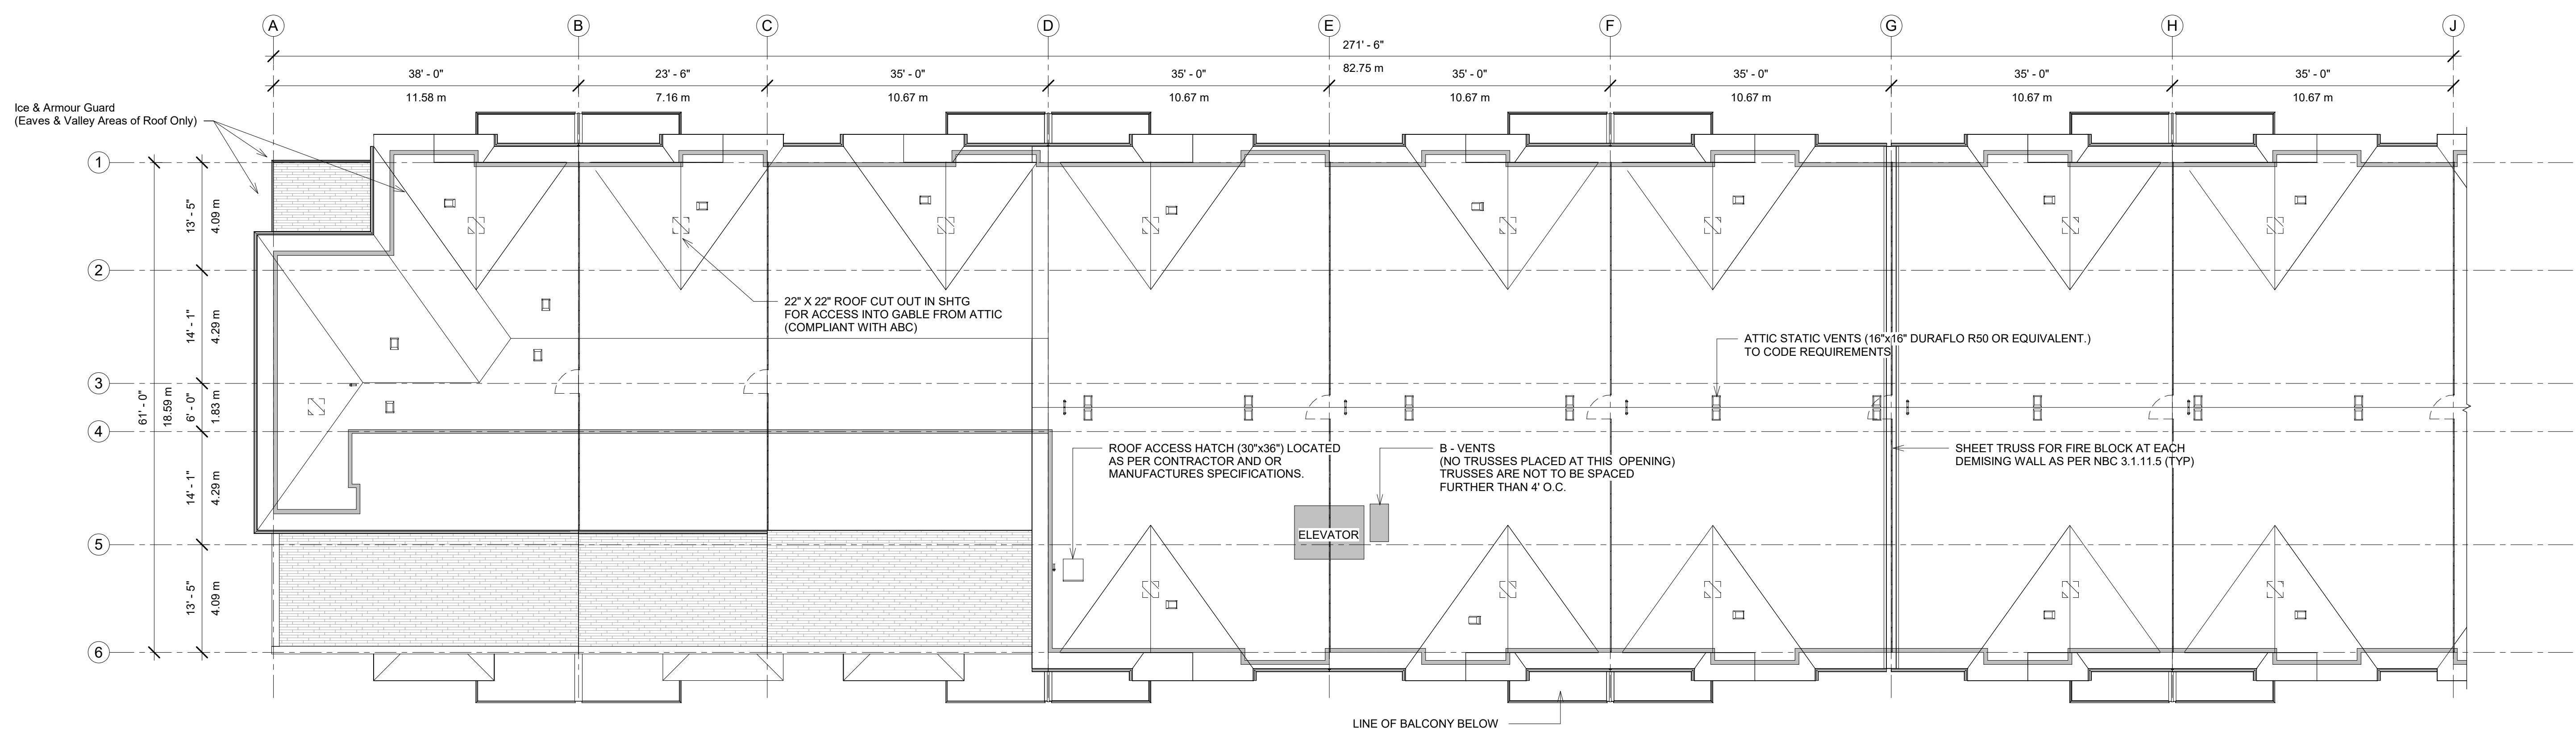 A B C D E F G H J
271' - 6"
82.75 m
38' - 0" 23' - 6" 35' - 0" 35' - 0" 35' - 0" 35' - 0" 35' - 0" 35' - 0"
11.58 m 7.16 m 10.67 m 10.67 m 10.67 m 10.67 m 10.67 m 10.67 m
Ice & Armour Guard
(Eaves & Valley Areas of Roof Only)
1
13' - 5"
4.09 m
2
22" X 22" ROOF CUT OUT IN SHTG
FOR ACCESS INTO GABLE FROM ATTIC
(COMPLIANT WITH ABC)
14' - 1"
4.29 m
ATTIC STATIC VENTS (16"x16" DURAFLO R50 OR EQUIVALENT.)
TO CODE REQUIREMENTS
3
61' - 0"
18.59 m
6' - 0"
1.83 m
4
ROOF ACCESS HATCH (30"x36") LOCATED
AS PER CONTRACTOR AND OR
MANUFACTURES SPECIFICATIONS.
B - VENTS
(NO TRUSSES PLACED AT THIS OPENING)
TRUSSES ARE NOT TO BE SPACED
FURTHER THAN 4' O.C.
SHEET TRUSS FOR FIRE BLOCK AT EACH
DEMISING WALL AS PER NBC 3.1.11.5 (TYP)
14' - 1"
4.29 m
ELEVATOR
5
13' - 5"
4.09 m
6
LINE OF BALCONY BELOW